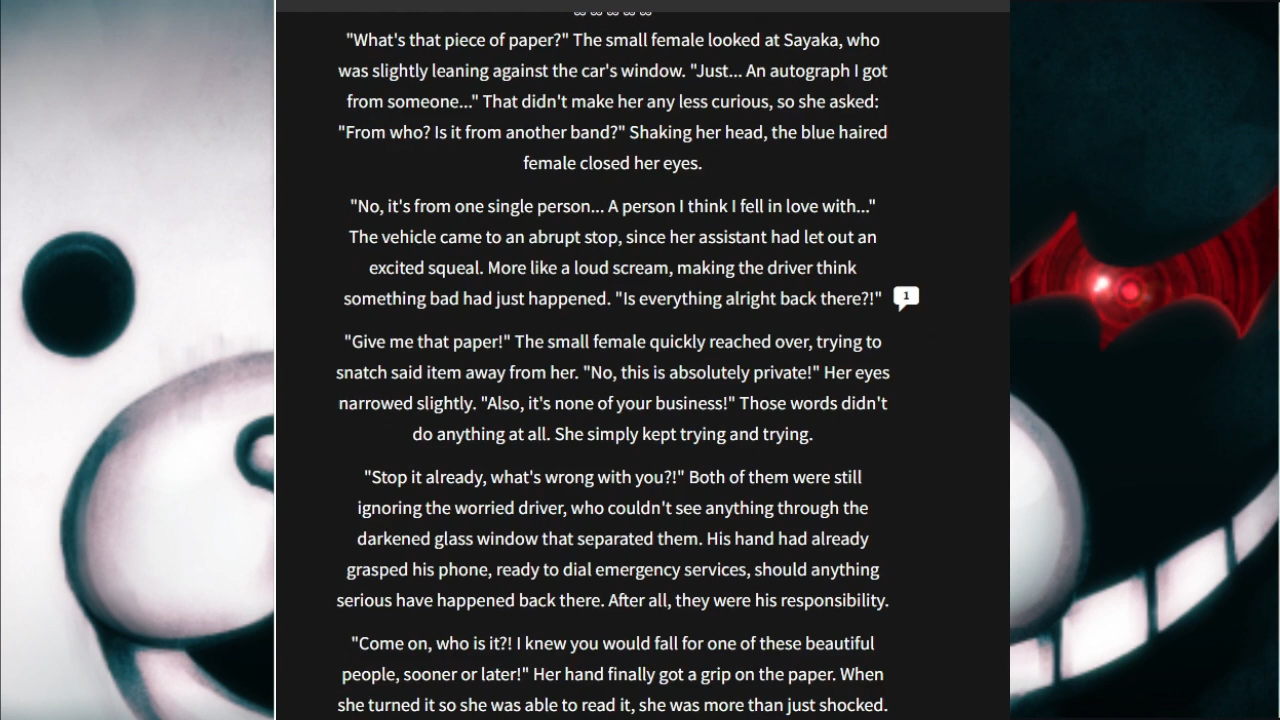 "What's that piece of paper?" The small female looked at Sayaka, who
was slightly leaning against the car's window. "Just... An autograph I got
from someone..." That didn't make her any less curious, so she asked:
"From who? Is it from another band?" Shaking her head, the blue haired
female closed her eyes.
"No, it's from one single person... A person I think I fell in love with..."
The vehicle came to an abrupt stop, since her assistant had let out an
excited squeal. More like a loud scream, making the driver think
something bad had just happened. "Is everything alright back there?!"
1
"Give me that paper!" The small female quickly reached over, trying to
snatch said item away from her. "No, this is absolutely private!" Her eyes
narrowed slightly. "Also, it's none of your business!" Those words didn't
do anything at all. She simply kept trying and trying.
"Stop it already, what's wrong with you?!" Both of them were still
ignoring the worried driver, who couldn't see anything through the
darkened glass window that separated them. His hand had already
grasped his phone, ready to dial emergency services, should anything
serious have happened back there. After all, they were his responsibility.
"Come on, who is it?! I knew you would fall for one of these beautiful
people, sooner or later!" Her hand finally got a grip on the paper. When
she turned it so she was able to read it, she was more than just shocked.